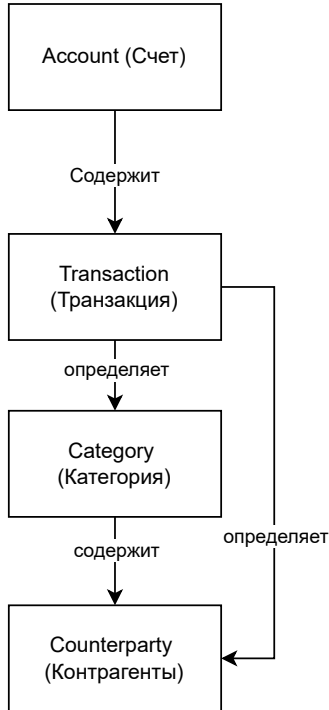 Account (Счет)
Содержит
Transaction
(Транзакция)
определяет
Category
(Категория)
содержит
определяет
Counterparty
(Контрагенты)